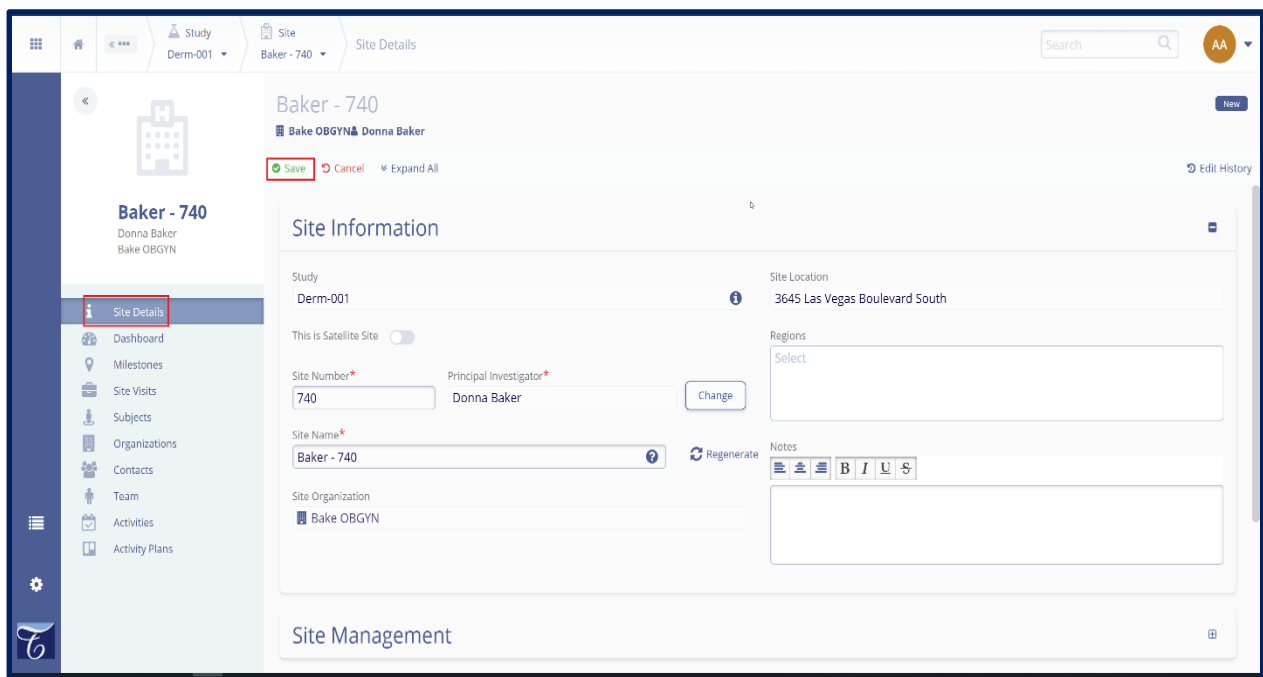 Study
Derm-001
Site
Baker - 740
Site Details
Search
AA
Baker - 740
Donna Baker
Bake OBGYN
Site Details
Dashboard
Milestones
Site Visits
Subjects
Organizations
Contacts
Team
Activities
Activity Plans
Baker - 740
New
Bake OBGYN Donna Baker
Save Cancel Expand All Edit History
Site Information
Study
Derm-001
This is Satellite Site
Site Number*
740
Principal Investigator*
Donna Baker
Change
Site Name*
Baker - 740
Regenerate
Site Organization
Bake OBGYN
Site Location
3645 Las Vegas Boulevard South
Regions
Select
Notes
B I U S
Site Management